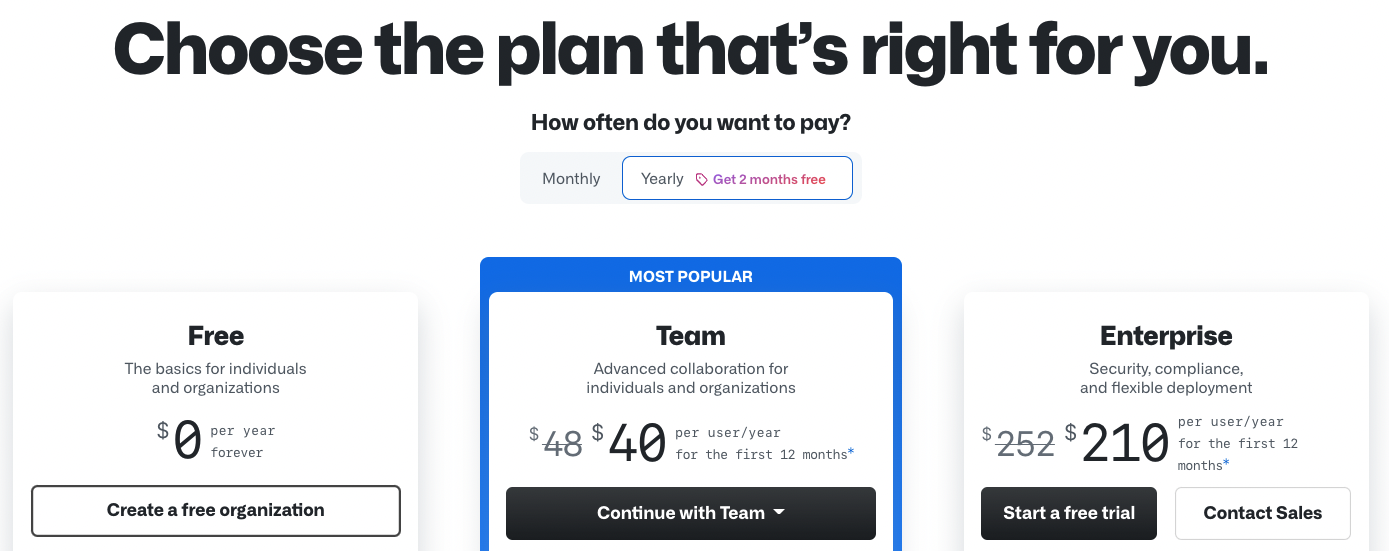 Choose the plan that's right for you.
How often do you want to pay?
Monthly
Yearly Get 2 months free
MOST POPULAR
Free
The basics for individuals
and organizations
$0 per year
forever
Create a free organization
Team
Advanced collaboration for
individuals and organizations
$48 $40 per user/year
for the first 12 months*
Continue with Team
Enterprise
Security, compliance,
and flexible deployment
$252 $210 per user/year
for the first 12
months*
Start a free trial
Contact Sales